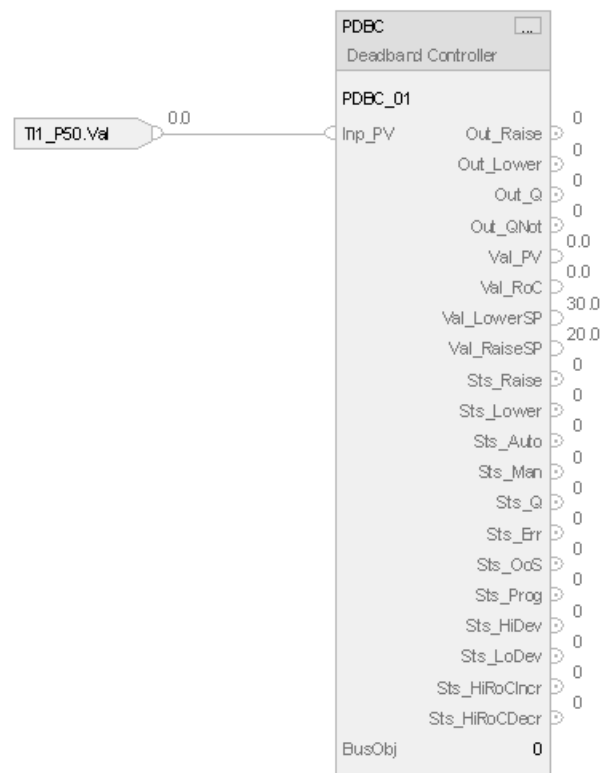 PDBC ...
Deadband Controller
PDBC_01
0.0
TI1_P50.Val
Inp_PV Out_Raise 0
Out_Lower 0
Out_Q 0
Out_QNot 0
Val_PV 0.0
Val_RoC 0.0
Val_LowerSP 30.0
Val_RaiseSP 20.0
Sts_Raise 0
Sts_Lower 0
Sts_Auto 0
Sts_Man 0
Sts_Q 0
Sts_Err 0
Sts_OoS 0
Sts_Prog 0
Sts_HiDev 0
Sts_LoDev 0
Sts_HiRoCIncr 0
Sts_HiRoCDecr 0
BusObj 0